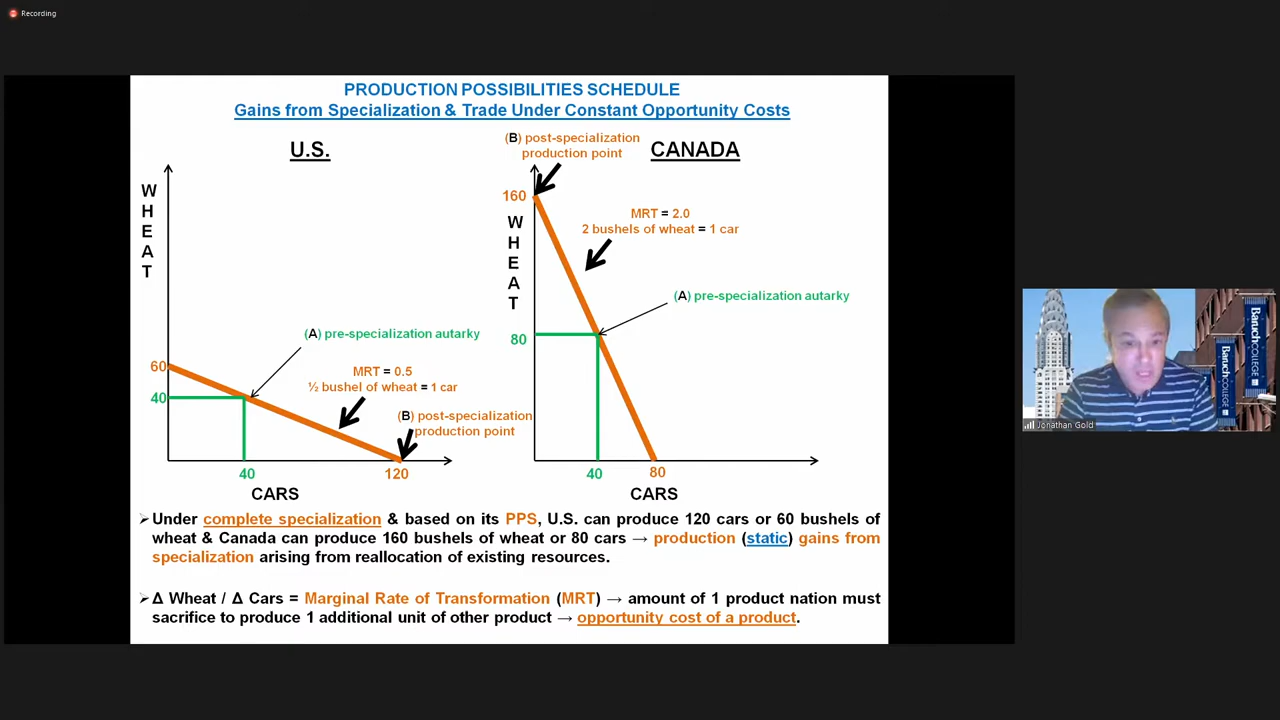 Recording
PRODUCTION POSSIBILITIES SCHEDULE
Gains from Specialization & Trade Under Constant Opportunity Costs
U.S.
WHEAT
60
40
(A) pre-specialization autarky
MRT = 0.5
½ bushel of wheat = 1 car
(B) post-specialization
production point
40
120
CARS
CANADA
(B) post-specialization
production point
160
WHEAT
MRT = 2.0
2 bushels of wheat = 1 car
(A) pre-specialization autarky
80
40
80
CARS
➢Under complete specialization & based on its PPS, U.S. can produce 120 cars or 60 bushels of
wheat & Canada can produce 160 bushels of wheat or 80 cars → production (static) gains from
specialization arising from reallocation of existing resources.
➢Δ Wheat / Δ Cars = Marginal Rate of Transformation (MRT) → amount of 1 product nation must
sacrifice to produce 1 additional unit of other product → opportunity cost of a product.
Baruch COLLEGE
Baruch COLLEGE
Jonathan Gold